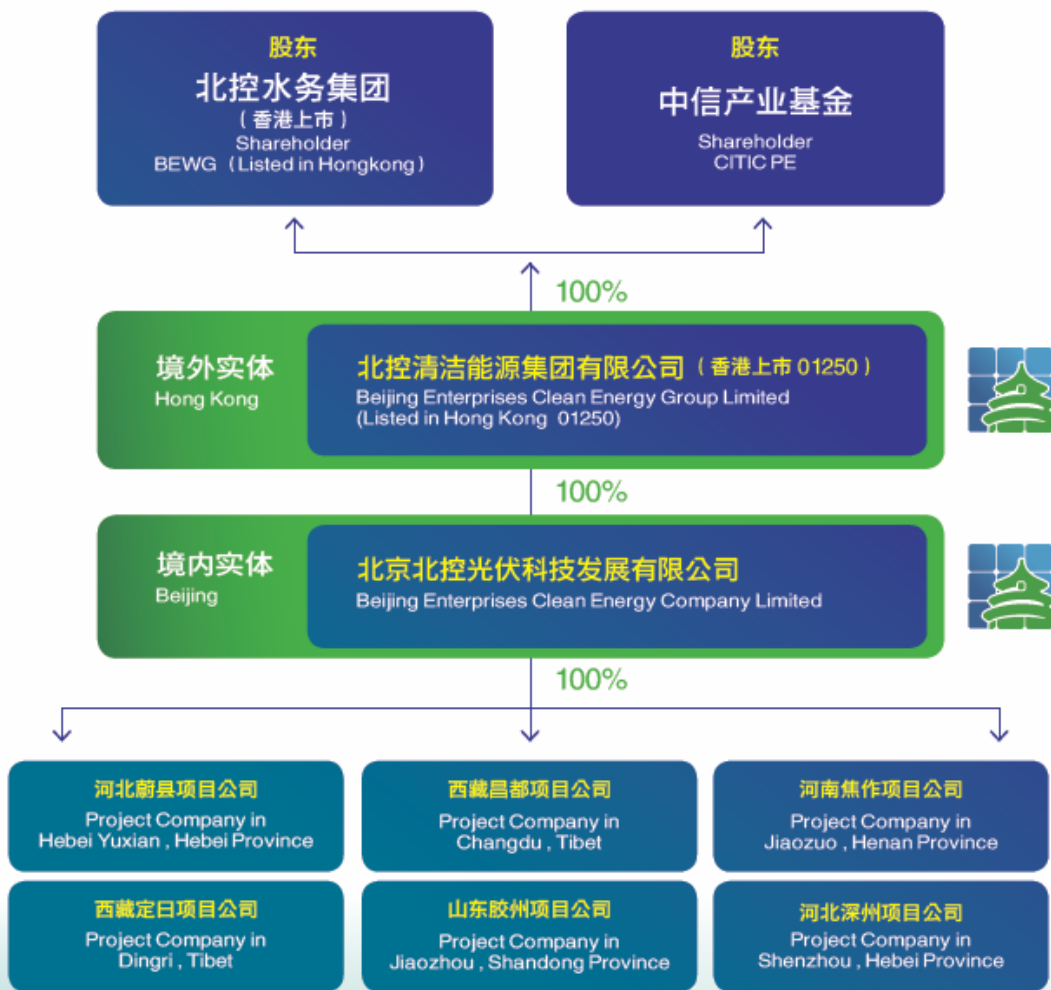 股东
北控水务集团
(香港上市)
Shareholder
BEWG (Listed in Hongkong)
股东
中信产业基金
Shareholder
CITIC PE
100%
境外实体
Hong Kong
北控清洁能源集团有限公司(香港上市 01250)
Beijing Enterprises Clean Energy Group Limited
(Listed in Hong Kong 01250)
100%
境内实体
Beijing
北京北控光伏科技发展有限公司
Beijing Enterprises Clean Energy Company Limited
100%
河北蔚县项目公司
Project Company in
Hebei Yuxian , Hebei Province
西藏昌都项目公司
Project Company in
Changdu , Tibet
河南焦作项目公司
Project Company in
Jiaozuo , Henan Province
西藏定日项目公司
Project Company in
Dingri , Tibet
山东胶州项目公司
Project Company in
Jiaozhou , Shandong Province
河北深州项目公司
Project Company in
Shenzhou , Hebei Province